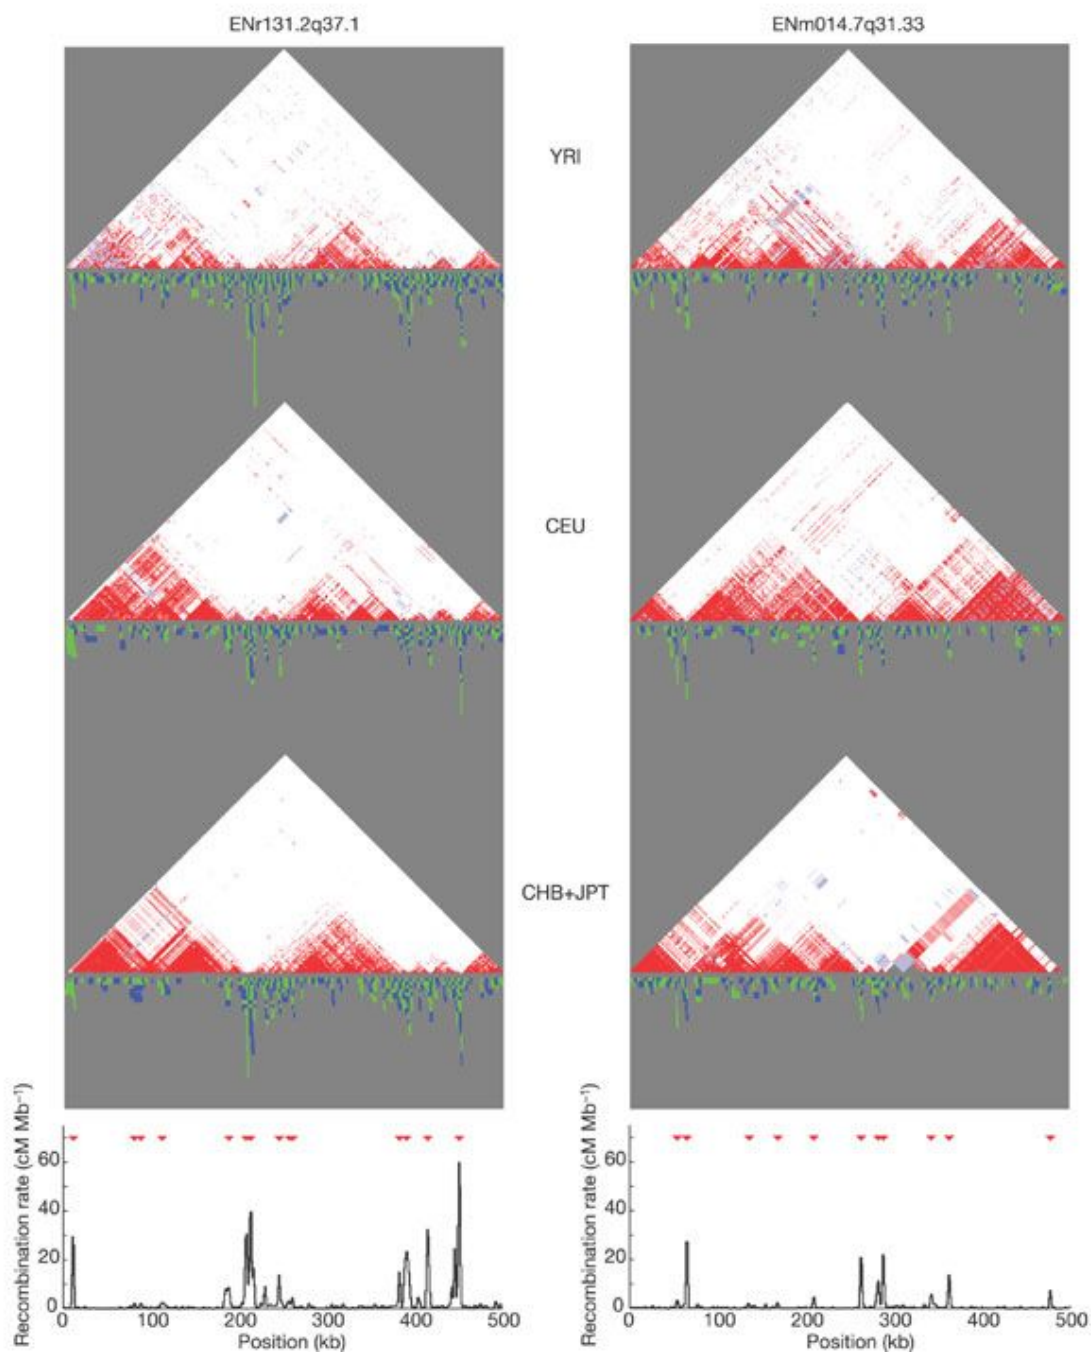 ENr131.2q37.1
ENm014.7q31.33
YRI
CEU
CHB+JPT
Recombination rate (cM Mb⁻¹)
60
40
20
0
0 100 200 300 400 500
Position (kb)
Recombination rate (cM Mb⁻¹)
60
40
20
0
0 100 200 300 400 500
Position (kb)